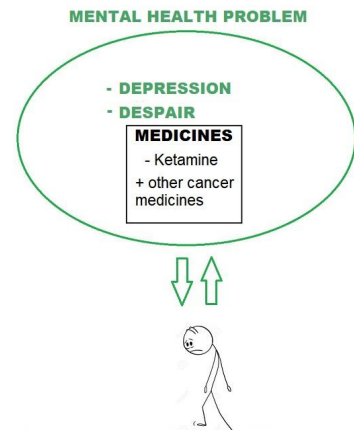 MENTAL HEALTH PROBLEM
- DEPRESSION
- DESPAIR
MEDICINES
- Ketamine
+ other cancer
medicines